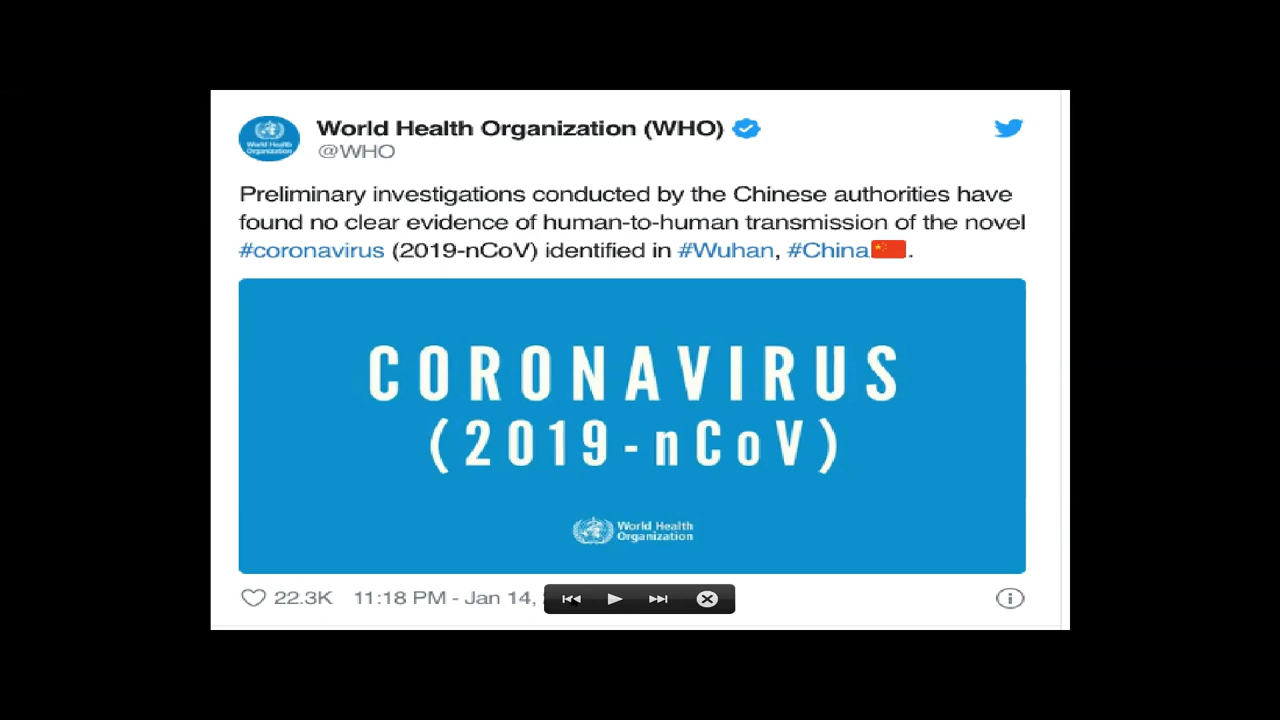 World Health Organization (WHO)
@WHO
Preliminary investigations conducted by the Chinese authorities have
found no clear evidence of human-to-human transmission of the novel
#coronavirus (2019-nCoV) identified in #Wuhan, #China🇨🇳.
CORONAVIRUS
(2019-nCoV)
World Health
Organization
22.3K 11:18 PM - Jan 14,